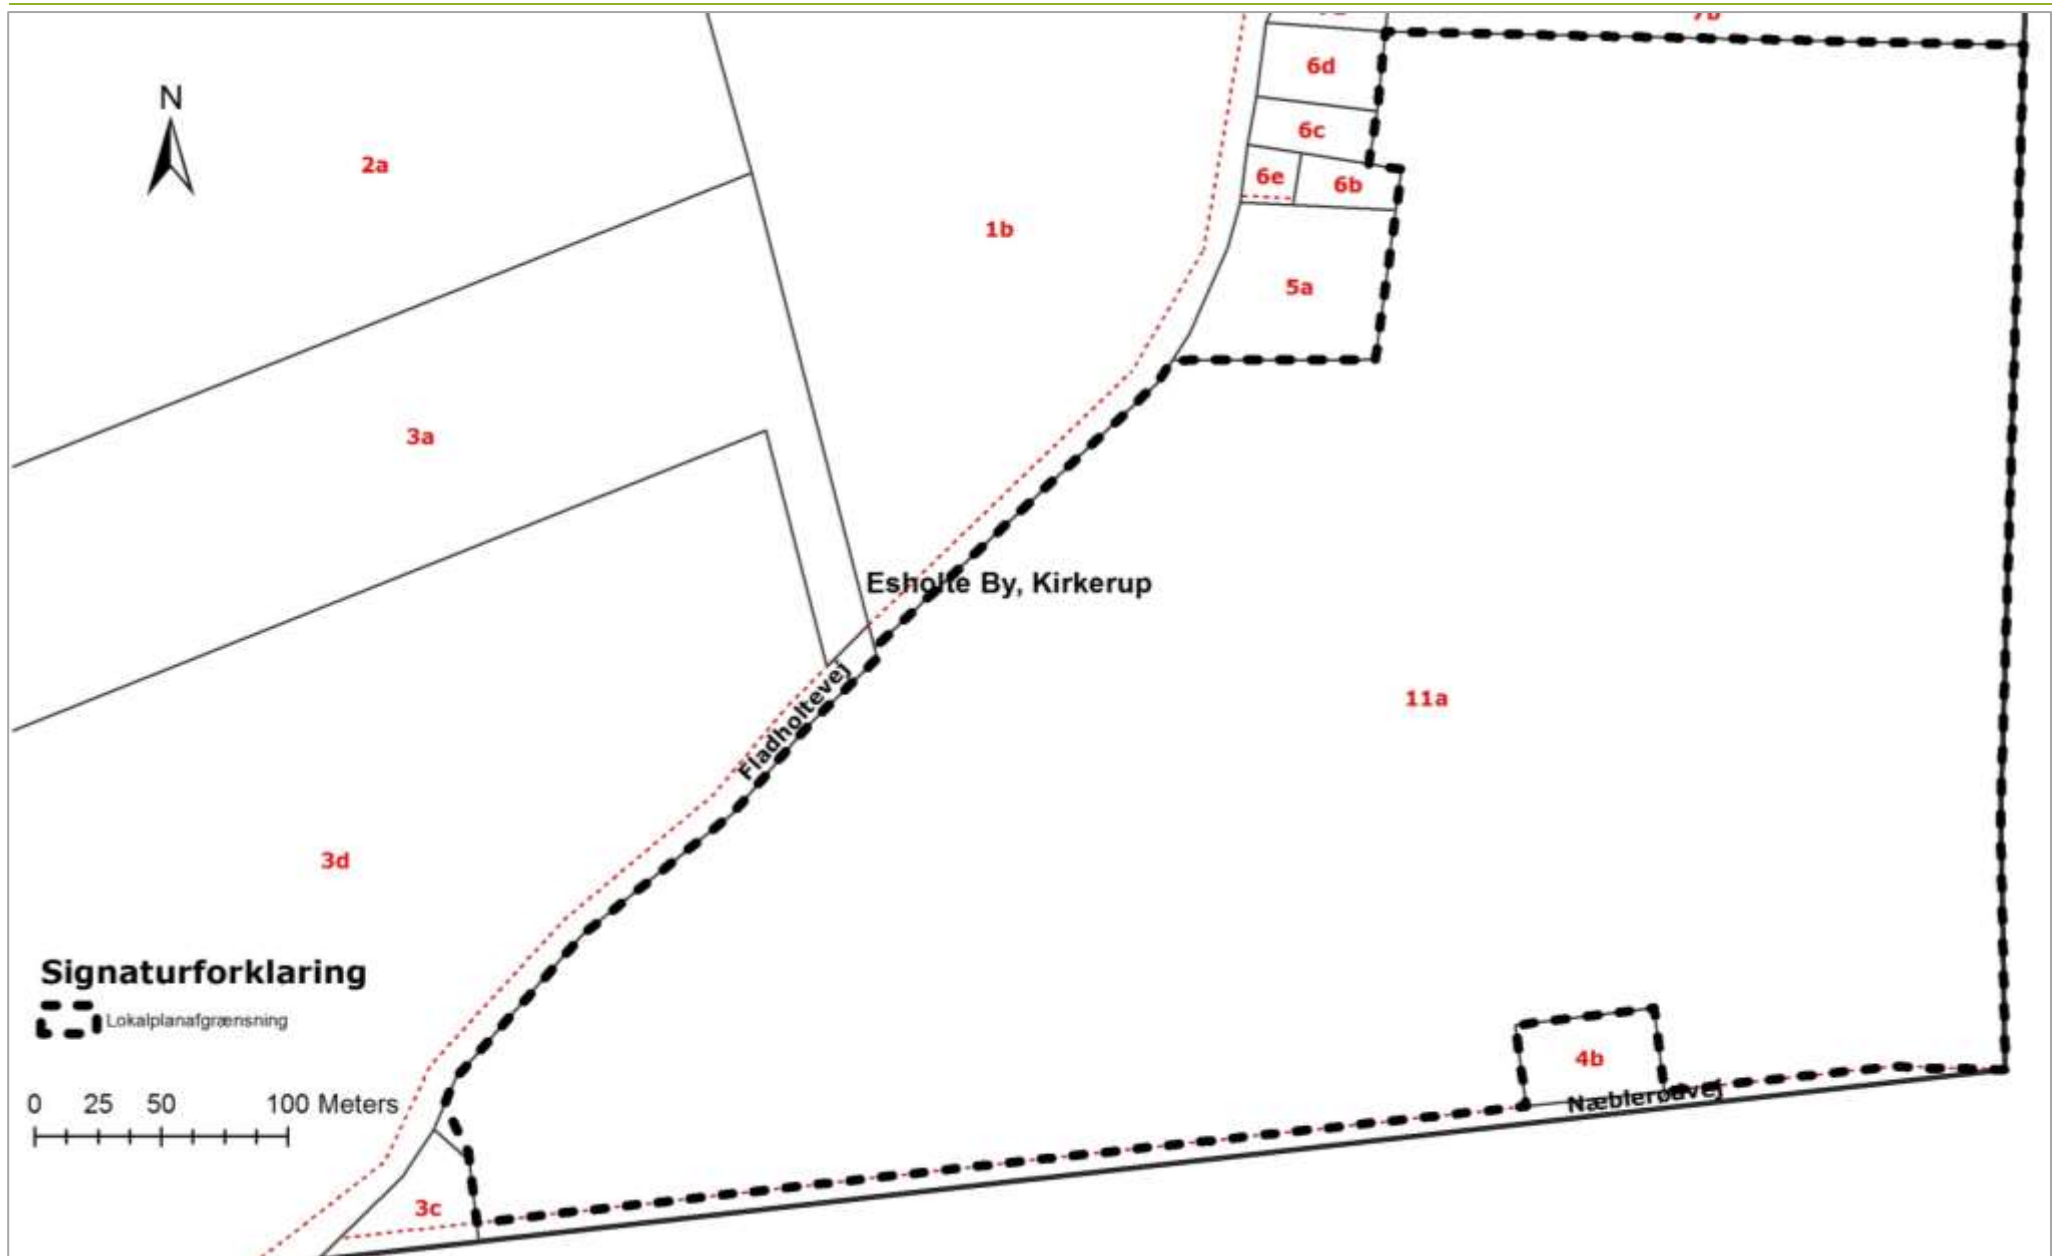 7b
6d
N
6c
2a
6e
6b
1b
5a
3a
Esholte By, Kirkerup
11a
Fladholtevej
3d
Signaturforklaring
Lokalplanafgrænsning
4b
Næblerødvej
0 25 50 100 Meters
3c